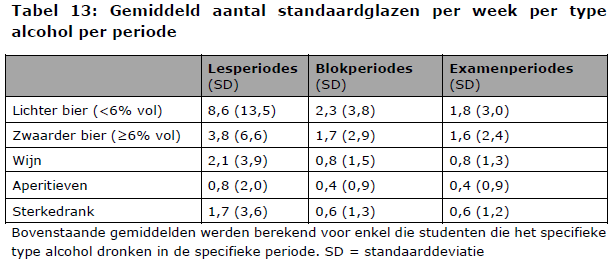 Tabel 13: Gemiddeld aantal standaardglazen per week per type
alcohol per periode
Lesperiodes Blokperiodes Examenperiodes
(SD) (SD) (SD)
Lichter bier (<6% vol) 8,6 (13,5) 2,3 (3,8) 1,8 (3,0)
Zwaarder bier (≥6% vol) 3,8 (6,6) 1,7 (2,9) 1,6 (2,4)
Wijn 2,1 (3,9) 0,8 (1,5) 0,8 (1,3)
Aperitieven 0,8 (2,0) 0,4 (0,9) 0,4 (0,9)
Sterkedrank 1,7 (3,6) 0,6 (1,3) 0,6 (1,2)
Bovenstaande gemiddelden werden berekend voor enkel die studenten die het specifieke
type alcohol dronken in de specifieke periode. SD = standaarddeviatie